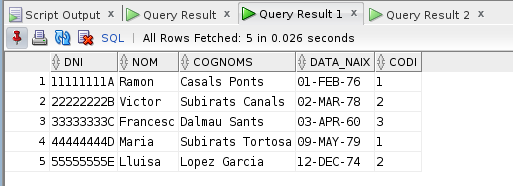 Script Output x Query Result x Query Result 1 x Query Result 2 x
SQL | All Rows Fetched: 5 in 0.026 seconds
DNI NOM COGNOMS DATA_NAIX CODI
1 11111111A Ramon Casals Ponts 01-FEB-76 1
2 22222222B Victor Subirats Canals 02-MAR-78 2
3 33333333C Francesc Dalmau Sants 03-APR-60 3
4 44444444D Maria Subirats Tortosa 09-MAY-79 1
5 55555555E Lluisa Lopez Garcia 12-DEC-74 2